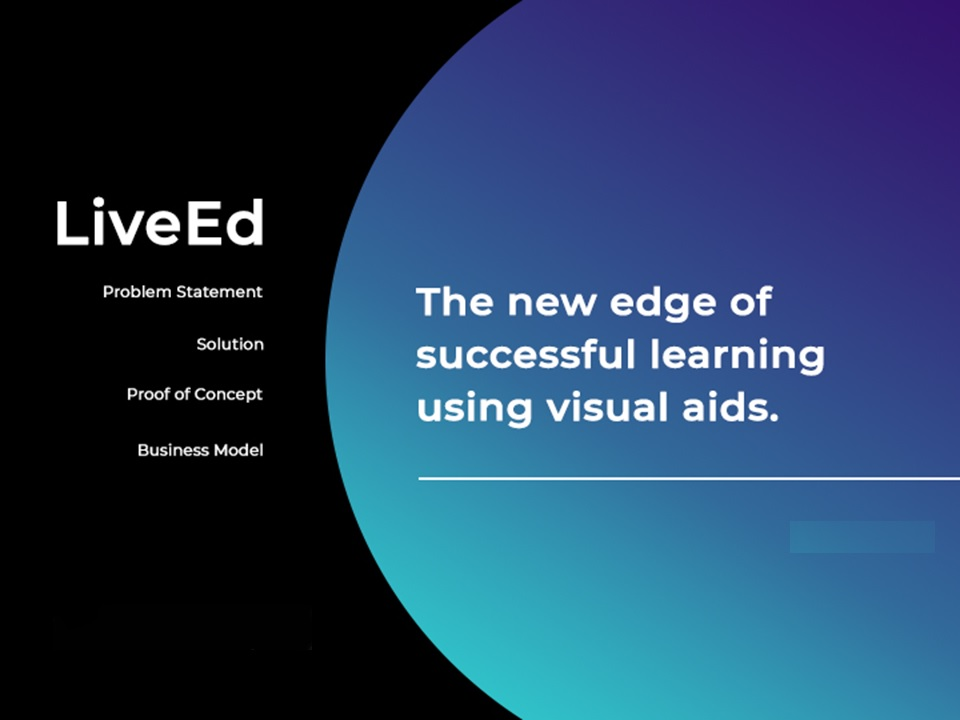 LiveEd
Problem Statement
Solution
Proof of Concept
Business Model
The new edge of
successful learning
using visual aids.